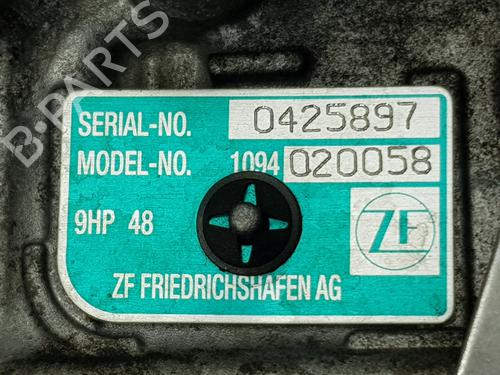 B-PARTS
SERIAL-NO. 0425897
MODEL-NO. 1094 020058
9HP 48
ZF
ZF FRIEDRICHSHAFEN AG